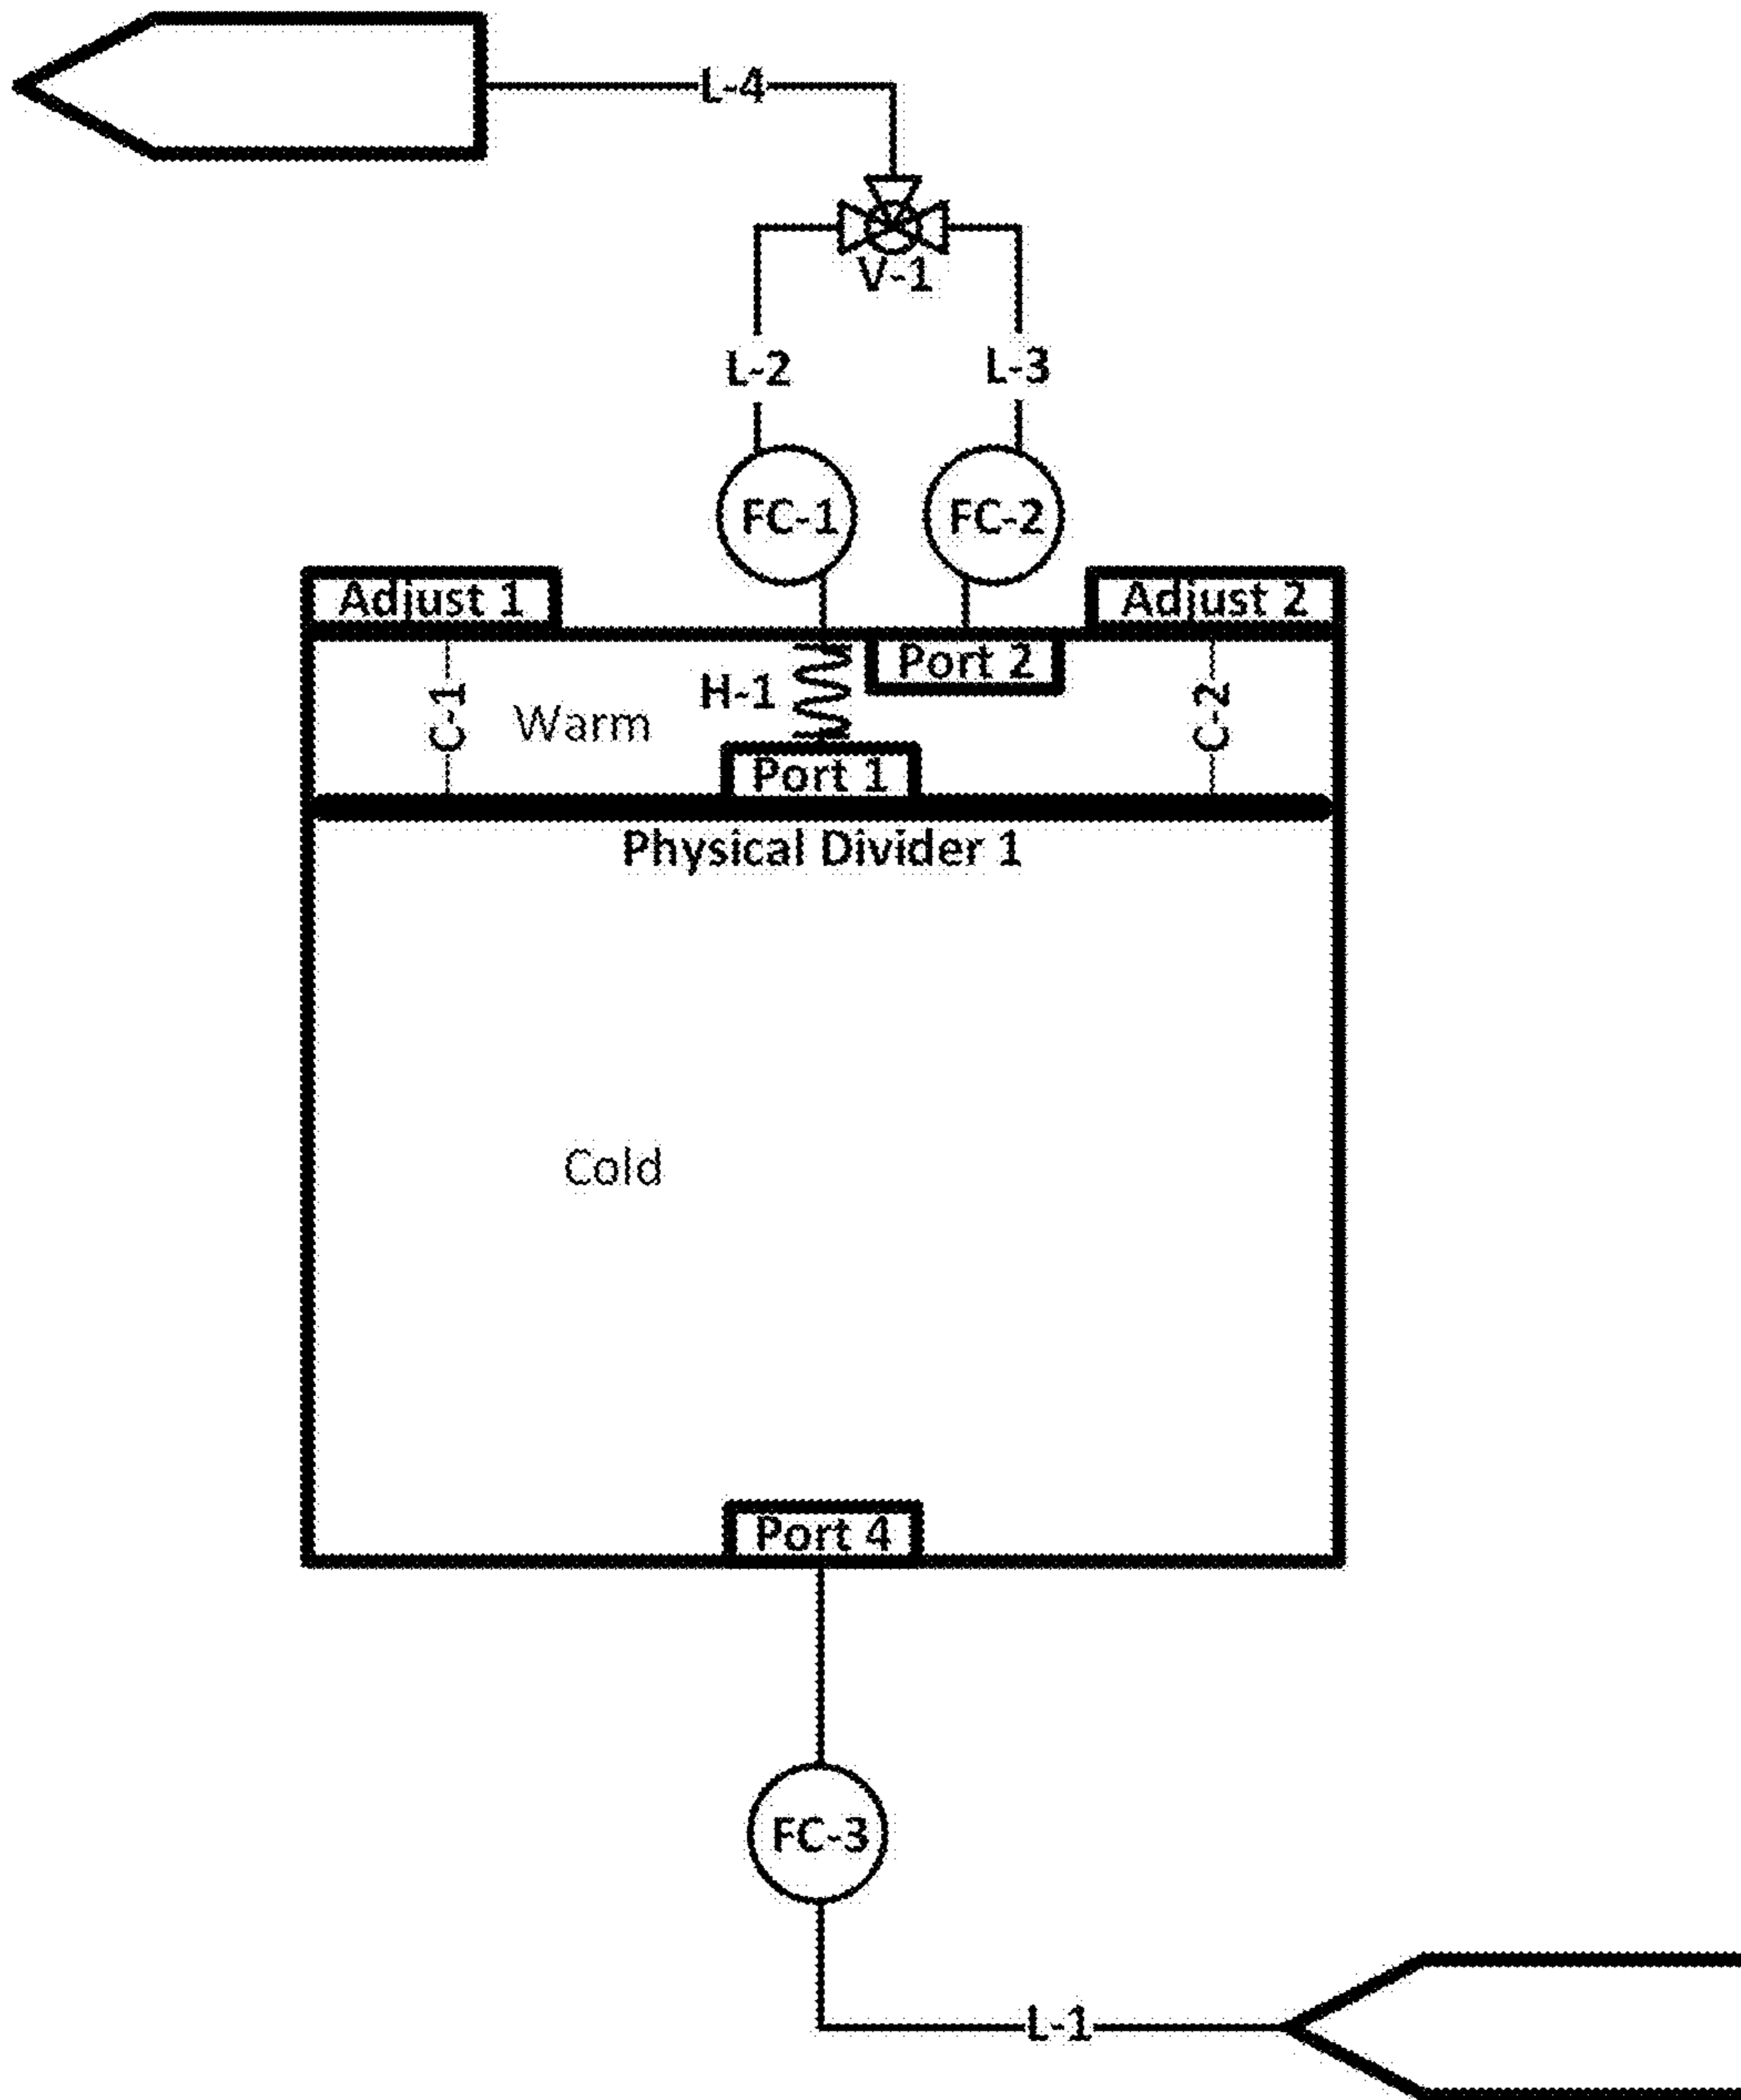 L-4
V-1
L-2
L-3
FC-1
FC-2
Adjust 1
Adjust 2
Port 2
H-1
C-1
Warm
C-2
Port 1
Physical Divider 1
Cold
Port 4
FC-3
L-1